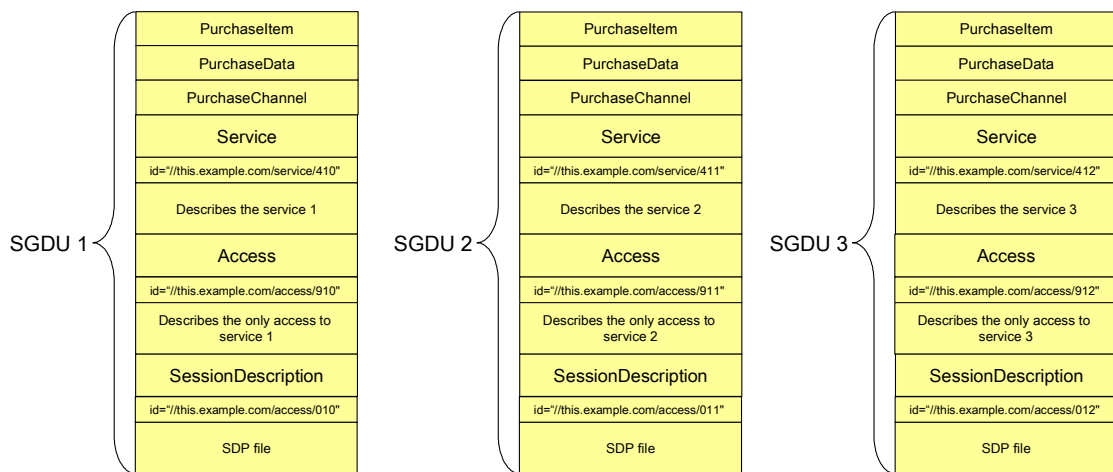 SGDU 1
PurchaseItem
PurchaseData
PurchaseChannel
Service
id=“//this.example.com/service/410"
Describes the service 1
Access
id=“//this.example.com/access/910"
Describes the only access to
service 1
SessionDescription
id=“//this.example.com/access/010"
SDP file
SGDU 2
PurchaseItem
PurchaseData
PurchaseChannel
Service
id=“//this.example.com/service/411"
Describes the service 2
Access
id=“//this.example.com/access/911"
Describes the only access to
service 2
SessionDescription
id=“//this.example.com/access/011"
SDP file
SGDU 3
PurchaseItem
PurchaseData
PurchaseChannel
Service
id=“//this.example.com/service/412"
Describes the service 3
Access
id=“//this.example.com/access/912"
Describes the only access to
service 3
SessionDescription
id=“//this.example.com/access/012"
SDP file